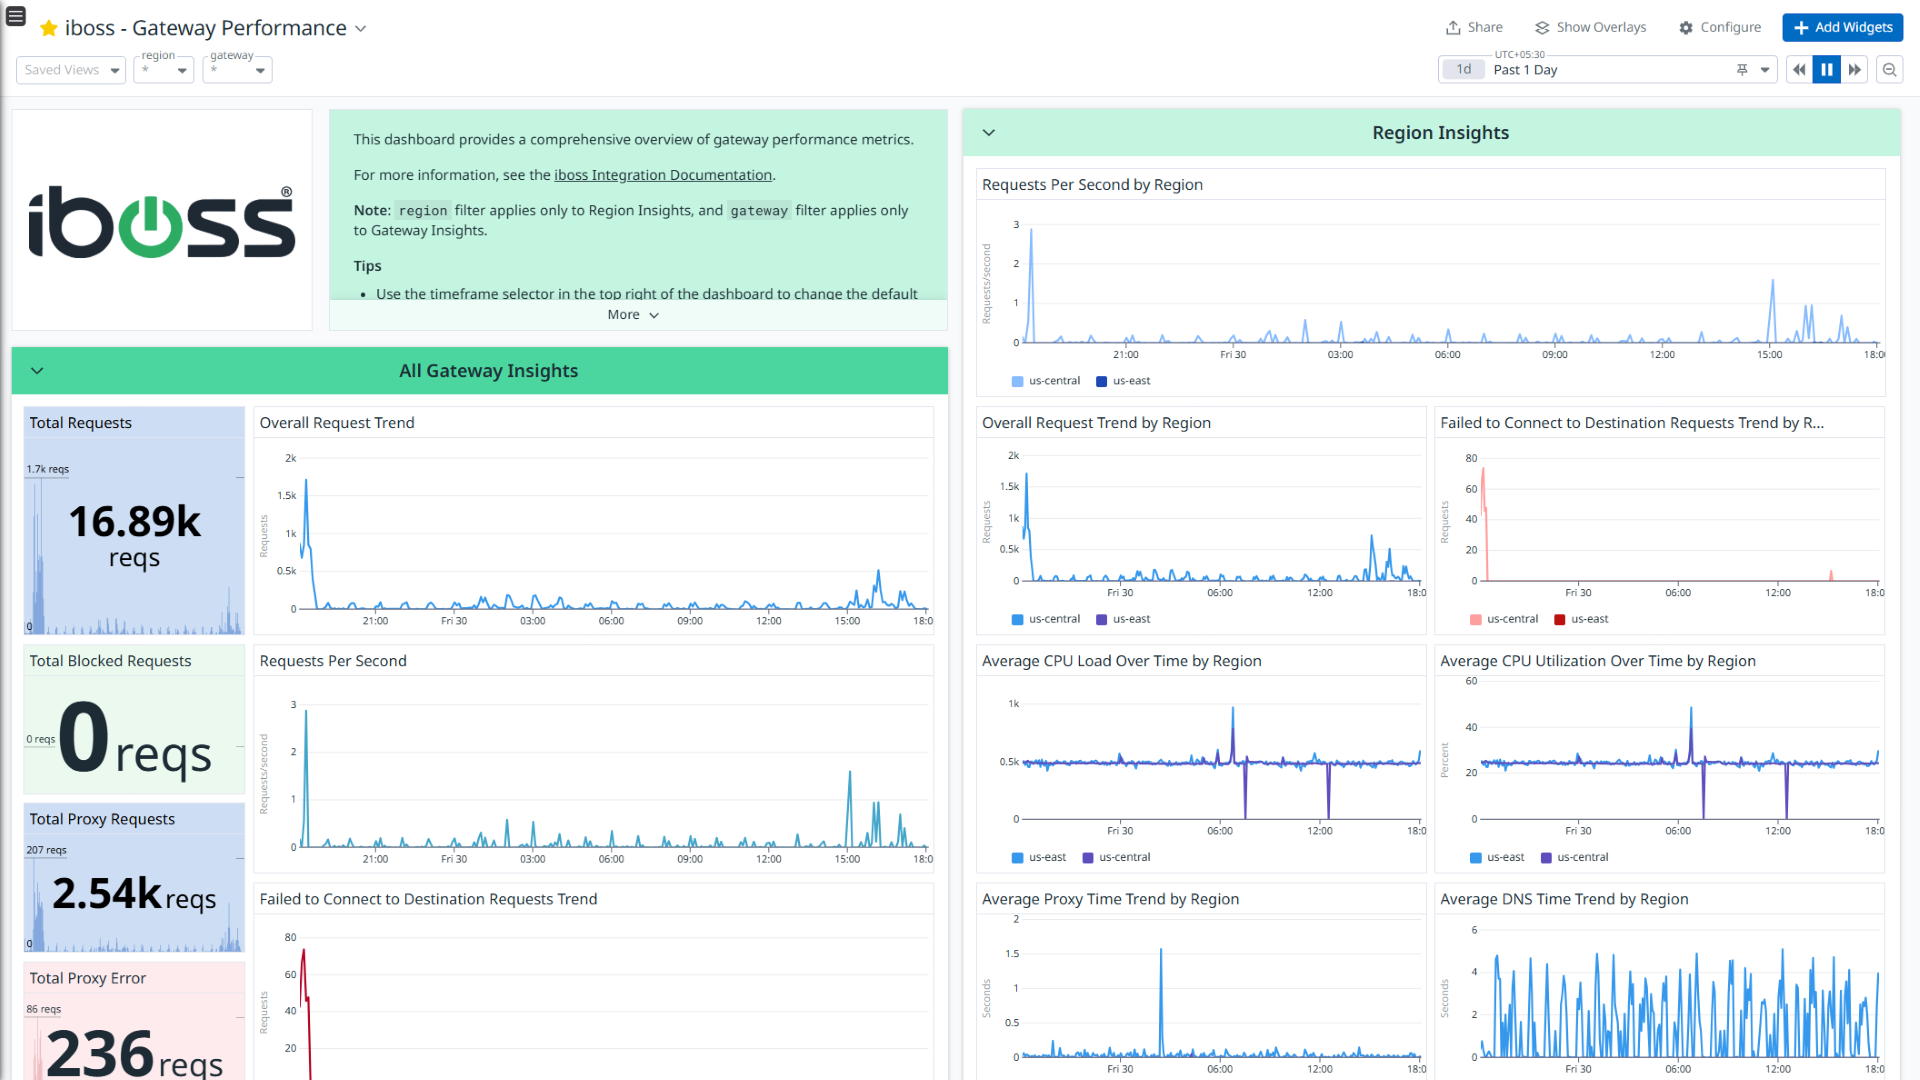 iboss - Gateway Performance
Share
Show Overlays
Configure
Add Widgets
Saved Views
region
*
gateway
*
UTC+05:30
1d
Past 1 Day
iboss®
This dashboard provides a comprehensive overview of gateway performance metrics.
For more information, see the iboss Integration Documentation.
Note: region filter applies only to Region Insights, and gateway filter applies only
to Gateway Insights.
Tips
• Use the timeframe selector in the top right of the dashboard to change the default
More
All Gateway Insights
Total Requests
1.7k reqs
16.89k
reqs
0
Overall Request Trend
2k
1.5k
1k
0.5k
0
Requests
21:00 Fri 30 03:00 06:00 09:00 12:00 15:00 18:0
Total Blocked Requests
0 reqs
0 reqs
Requests Per Second
3
2
1
0
Requests/second
21:00 Fri 30 03:00 06:00 09:00 12:00 15:00 18:0
Total Proxy Requests
207 reqs
2.54k reqs
0
Failed to Connect to Destination Requests Trend
80
60
40
20
Requests
Total Proxy Error
86 reqs
236 reqs
Region Insights
Requests Per Second by Region
3
2
1
0
Requests/second
21:00 Fri 30 03:00 06:00 09:00 12:00 15:00 18:0
us-central us-east
Overall Request Trend by Region
2k
1.5k
1k
0.5k
0
Requests
Fri 30 06:00 12:00 18:0
us-central us-east
Failed to Connect to Destination Requests Trend by R...
80
60
40
20
0
Requests
Fri 30 06:00 12:00 18:0
us-central us-east
Average CPU Load Over Time by Region
1k
0.5k
0
Fri 30 06:00 12:00 18:0
us-east us-central
Average CPU Utilization Over Time by Region
60
40
20
0
Percent
Fri 30 06:00 12:00 18:0
us-east us-central
Average Proxy Time Trend by Region
2
1.5
1
0.5
0
Seconds
Fri 30 06:00 12:00 18:0
Average DNS Time Trend by Region
6
4
2
0
Seconds
Fri 30 06:00 12:00 18:0